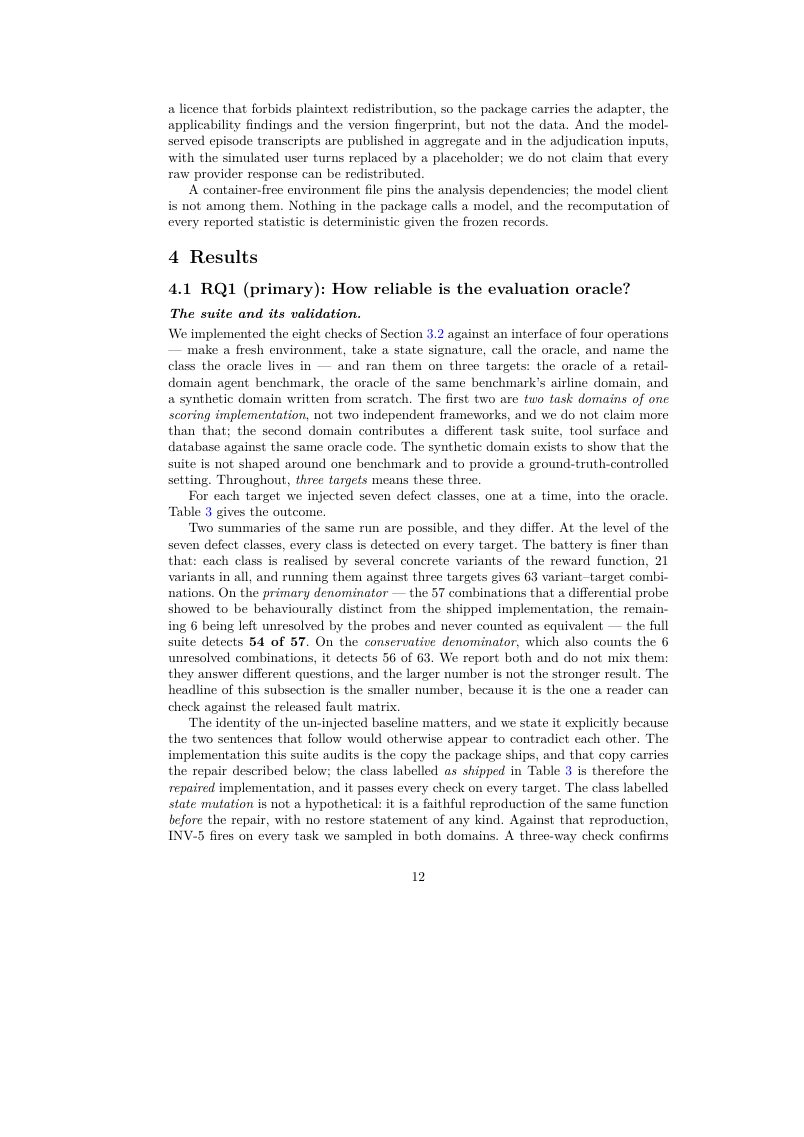 a licence that forbids plaintext redistribution, so the package carries the adapter, the
applicability findings and the version fingerprint, but not the data. And the model-
served episode transcripts are published in aggregate and in the adjudication inputs,
with the simulated user turns replaced by a placeholder; we do not claim that every
raw provider response can be redistributed.
A container-free environment file pins the analysis dependencies; the model client
is not among them. Nothing in the package calls a model, and the recomputation of
every reported statistic is deterministic given the frozen records.
4 Results
4.1 RQ1 (primary): How reliable is the evaluation oracle?
The suite and its validation.
We implemented the eight checks of Section 3.2 against an interface of four operations
— make a fresh environment, take a state signature, call the oracle, and name the
class the oracle lives in — and ran them on three targets: the oracle of a retail-
domain agent benchmark, the oracle of the same benchmark's airline domain, and
a synthetic domain written from scratch. The first two are two task domains of one
scoring implementation, not two independent frameworks, and we do not claim more
than that; the second domain contributes a different task suite, tool surface and
database against the same oracle code. The synthetic domain exists to show that the
suite is not shaped around one benchmark and to provide a ground-truth-controlled
setting. Throughout, three targets means these three.
For each target we injected seven defect classes, one at a time, into the oracle.
Table 3 gives the outcome.
Two summaries of the same run are possible, and they differ. At the level of the
seven defect classes, every class is detected on every target. The battery is finer than
that: each class is realised by several concrete variants of the reward function, 21
variants in all, and running them against three targets gives 63 variant–target combi-
nations. On the primary denominator — the 57 combinations that a differential probe
showed to be behaviourally distinct from the shipped implementation, the remain-
ing 6 being left unresolved by the probes and never counted as equivalent — the full
suite detects 54 of 57. On the conservative denominator, which also counts the 6
unresolved combinations, it detects 56 of 63. We report both and do not mix them:
they answer different questions, and the larger number is not the stronger result. The
headline of this subsection is the smaller number, because it is the one a reader can
check against the released fault matrix.
The identity of the un-injected baseline matters, and we state it explicitly because
the two sentences that follow would otherwise appear to contradict each other. The
implementation this suite audits is the copy the package ships, and that copy carries
the repair described below; the class labelled as shipped in Table 3 is therefore the
repaired implementation, and it passes every check on every target. The class labelled
state mutation is not a hypothetical: it is a faithful reproduction of the same function
before the repair, with no restore statement of any kind. Against that reproduction,
INV-5 fires on every task we sampled in both domains. A three-way check confirms
12